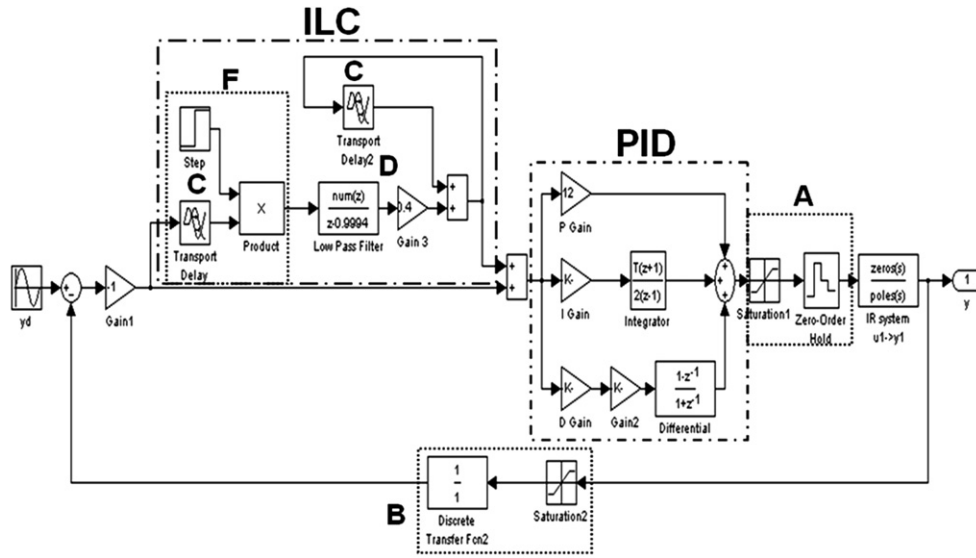 ILC
F
Step
C
Transport
Delay
X
Product
num(z)
z-0.9994
Low Pass Filter
C
Transport
Delay2
D
0.4
Gain 3
+
+
yd
+
-
-1
Gain1
+
+
PID
12
P Gain
K-
I Gain
T(z+1)
2(z-1)
Integrator
K-
D Gain
K-
Gain2
1-z-1
1+z-1
Differential
+
+
+
A
Saturation1
Zero-Order
Hold
zeros(s)
poles(s)
IR system
u1->y1
1
y
B
1
1
Discrete
Transfer Fcn2
Saturation2